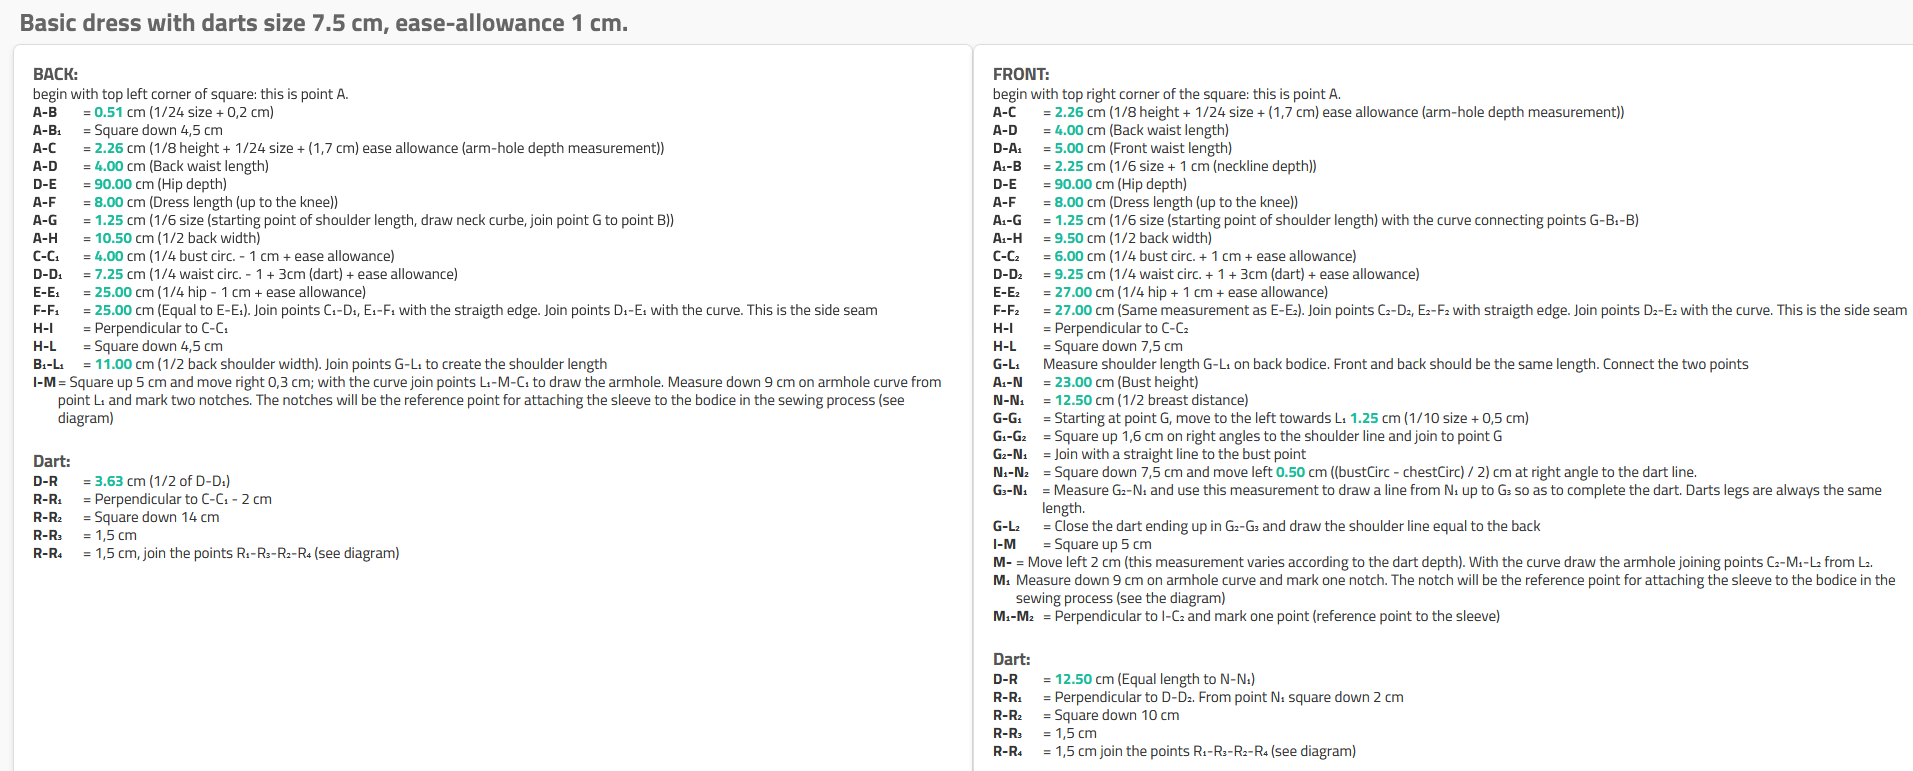 Basic dress with darts size 7.5 cm, ease-allowance 1 cm.
BACK:
begin with top left corner of square: this is point A.
A-B = 0.51 cm (1/24 size + 0,2 cm)
A-B₁ = Square down 4,5 cm
A-C = 2.26 cm (1/8 height + 1/24 size + (1,7 cm) ease allowance (arm-hole depth measurement))
A-D = 4.00 cm (Back waist length)
D-E = 90.00 cm (Hip depth)
A-F = 8.00 cm (Dress length (up to the knee))
A-G = 1.25 cm (1/6 size (starting point of shoulder length, draw neck curbe, join point G to point B))
A-H = 10.50 cm (1/2 back width)
C-C₁ = 4.00 cm (1/4 bust circ. - 1 cm + ease allowance)
D-D₁ = 7.25 cm (1/4 waist circ. - 1 + 3cm (dart) + ease allowance)
E-E₁ = 25.00 cm (1/4 hip - 1 cm + ease allowance)
F-F₁ = 25.00 cm (Equal to E-E₁). Join points C₁-D₁, E₁-F₁ with the straigth edge. Join points D₁-E₁ with the curve. This is the side seam
H-I = Perpendicular to C-C₁
H-L = Square down 4,5 cm
B₁-L₁ = 11.00 cm (1/2 back shoulder width). Join points G-L₁ to create the shoulder length
I-M = Square up 5 cm and move right 0,3 cm; with the curve join points L₁-M-C₁ to draw the armhole. Measure down 9 cm on armhole curve from
point L₁ and mark two notches. The notches will be the reference point for attaching the sleeve to the bodice in the sewing process (see
diagram)
Dart:
D-R = 3.63 cm (1/2 of D-D₁)
R-R₁ = Perpendicular to C-C₁ - 2 cm
R-R₂ = Square down 14 cm
R-R₃ = 1,5 cm
R-R₄ = 1,5 cm, join the points R₁-R₃-R₂-R₄ (see diagram)
FRONT:
begin with top right corner of the square: this is point A.
A-C = 2.26 cm (1/8 height + 1/24 size + (1,7 cm) ease allowance (arm-hole depth measurement))
A-D = 4.00 cm (Back waist length)
D-A₁ = 5.00 cm (Front waist length)
A₁-B = 2.25 cm (1/6 size + 1 cm (neckline depth))
D-E = 90.00 cm (Hip depth)
A-F = 8.00 cm (Dress length (up to the knee))
A₁-G = 1.25 cm (1/6 size (starting point of shoulder length) with the curve connecting points G-B₁-B)
A₁-H = 9.50 cm (1/2 back width)
C-C₂ = 6.00 cm (1/4 bust circ. + 1 cm + ease allowance)
D-D₂ = 9.25 cm (1/4 waist circ. + 1 + 3cm (dart) + ease allowance)
E-E₂ = 27.00 cm (1/4 hip + 1 cm + ease allowance)
F-F₂ = 27.00 cm (Same measurement as E-E₂). Join points C₂-D₂, E₂-F₂ with straigth edge. Join points D₂-E₂ with the curve. This is the side seam
H-I = Perpendicular to C-C₂
H-L = Square down 7,5 cm
G-L₁ Measure shoulder length G-L₁ on back bodice. Front and back should be the same length. Connect the two points
A₁-N = 23.00 cm (Bust height)
N-N₁ = 12.50 cm (1/2 breast distance)
G-G₁ = Starting at point G, move to the left towards L₁ 1.25 cm (1/10 size + 0,5 cm)
G₁-G₂ = Square up 1,6 cm on right angles to the shoulder line and join to point G
G₂-N₁ = Join with a straight line to the bust point
N₁-N₂ = Square down 7,5 cm and move left 0.50 cm ((bustCirc - chestCirc) / 2) cm at right angle to the dart line.
G₃-N₁ = Measure G₂-N₁ and use this measurement to draw a line from N₁ up to G₃ so as to complete the dart. Darts legs are always the same
length.
G-L₂ = Close the dart ending up in G₂-G₃ and draw the shoulder line equal to the back
I-M = Square up 5 cm
M- = Move left 2 cm (this measurement varies according to the dart depth). With the curve draw the armhole joining points C₂-M₁-L₂ from L₂.
M₁ Measure down 9 cm on armhole curve and mark one notch. The notch will be the reference point for attaching the sleeve to the bodice in the
sewing process (see the diagram)
M₁-M₂ = Perpendicular to I-C₂ and mark one point (reference point to the sleeve)
Dart:
D-R = 12.50 cm (Equal length to N-N₁)
R-R₁ = Perpendicular to D-D₂. From point N₁ square down 2 cm
R-R₂ = Square down 10 cm
R-R₃ = 1,5 cm
R-R₄ = 1,5 cm join the points R₁-R₃-R₂-R₄ (see diagram)